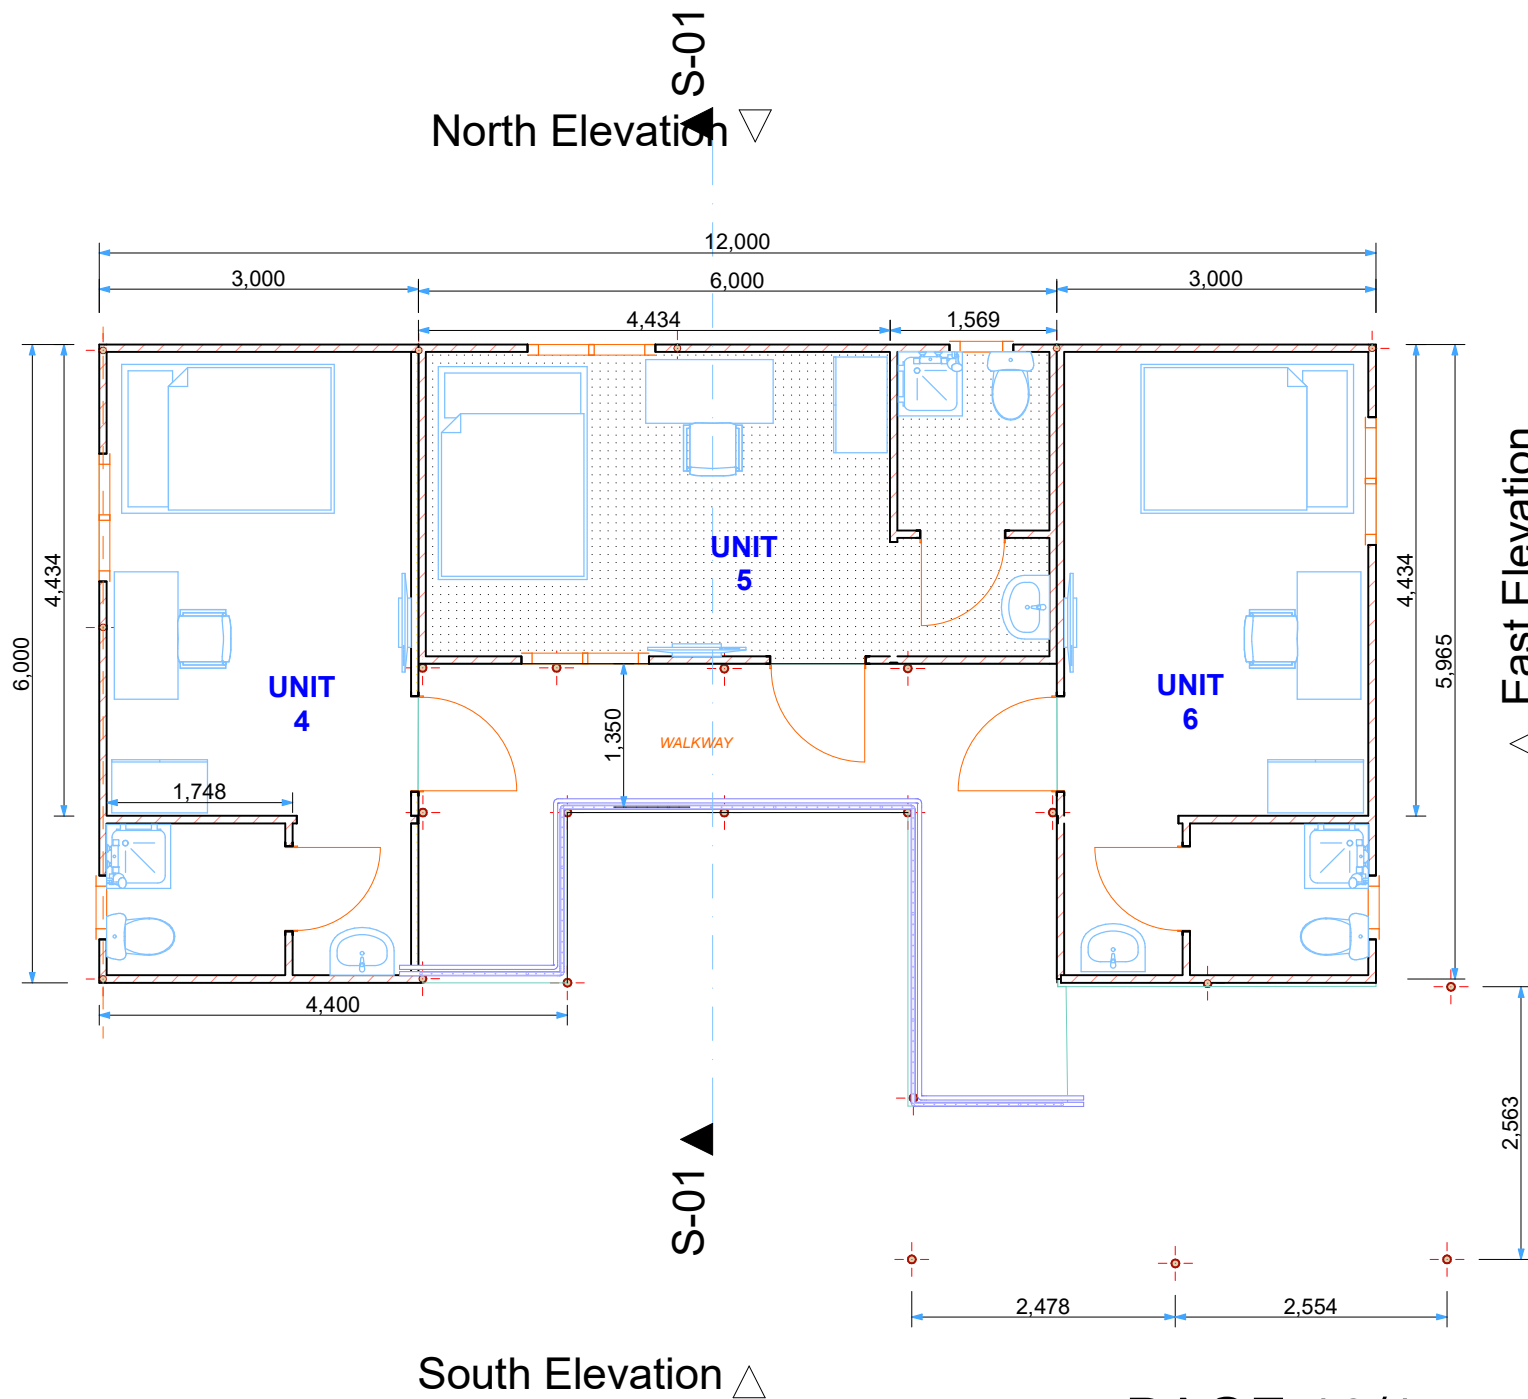 S-01
North Elevation
12,000
3,000
6,000
3,000
4,434
1,569
East Elevation
UNIT
5
4,434
4,434
6,000
5,965
UNIT
4
UNIT
6
1,350
WALKWAY
1,748
4,400
2,563
S-01
2,478
2,554
South Elevation